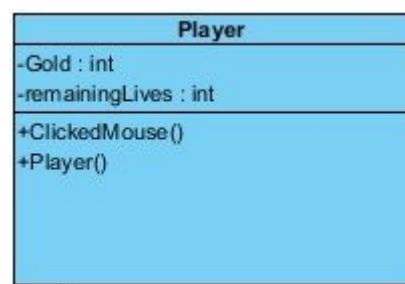 Player
-Gold : int
-remainingLives : int
+ClickedMouse()
+Player()